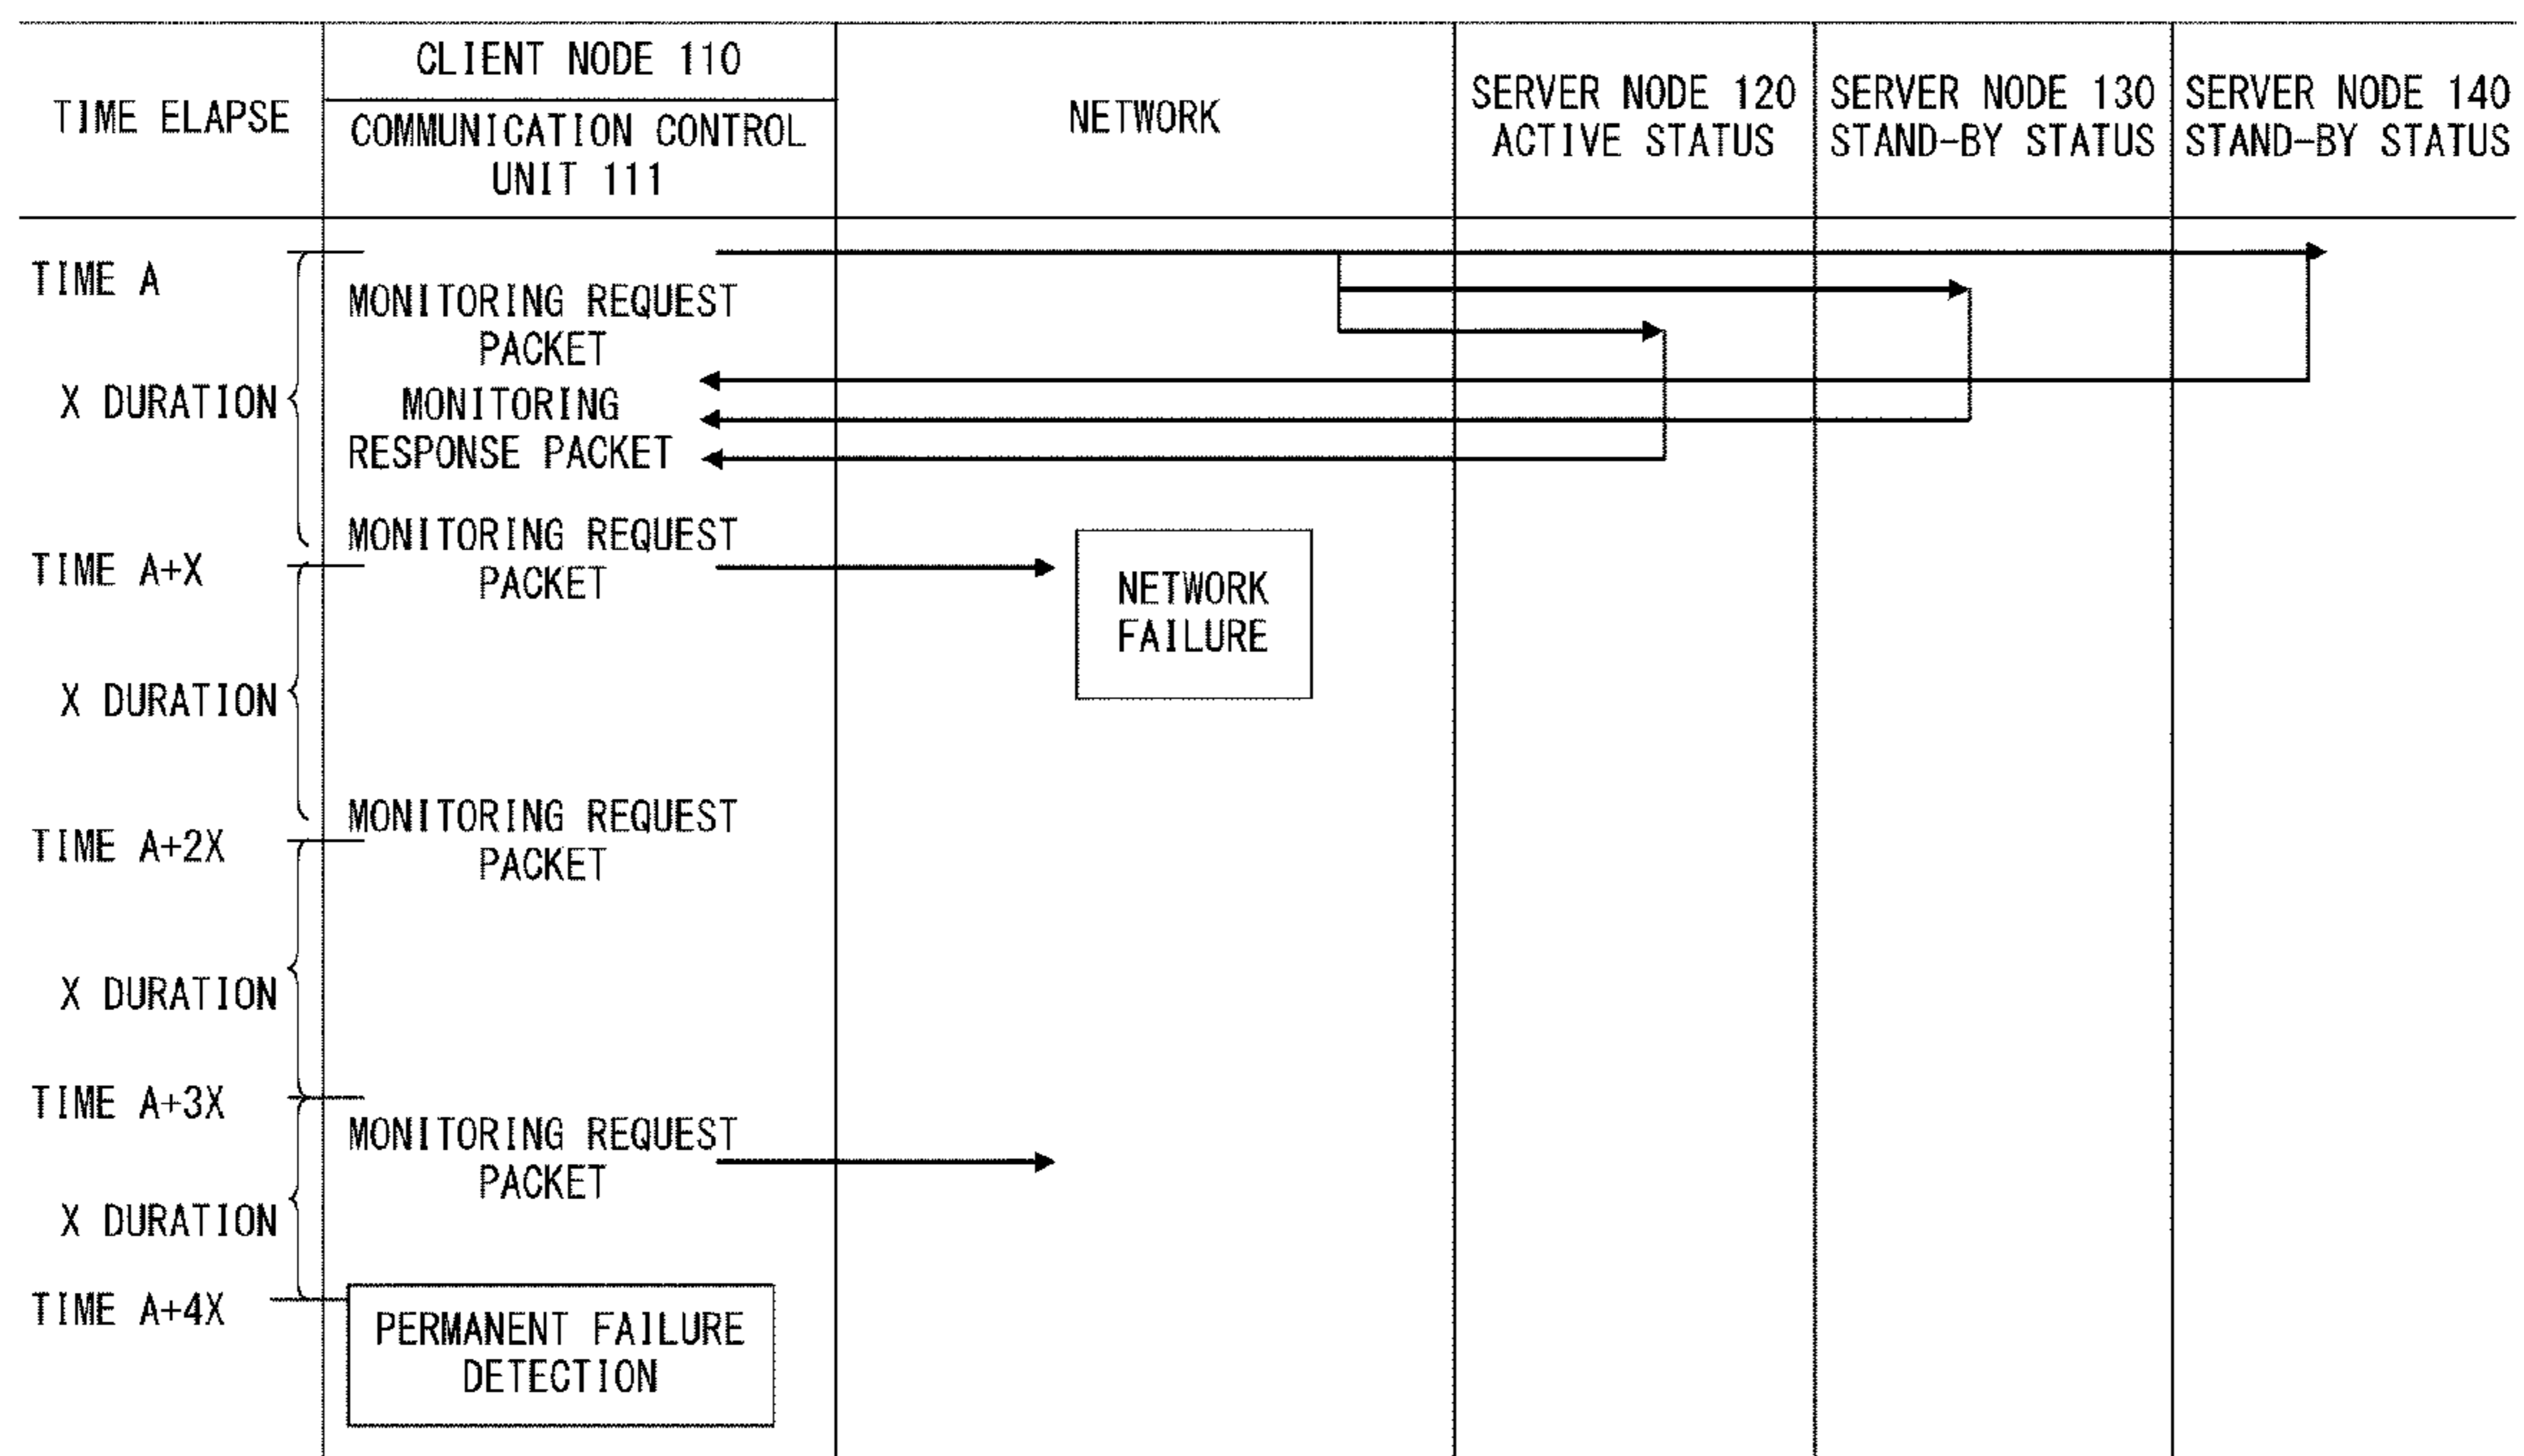 TIME ELAPSE
CLIENT NODE 110
COMMUNICATION CONTROL
UNIT 111
NETWORK
SERVER NODE 120
ACTIVE STATUS
SERVER NODE 130
STAND-BY STATUS
SERVER NODE 140
STAND-BY STATUS
TIME A
MONITORING REQUEST
PACKET
X DURATION
MONITORING
RESPONSE PACKET
TIME A+X
MONITORING REQUEST
PACKET
NETWORK
FAILURE
X DURATION
TIME A+2X
MONITORING REQUEST
PACKET
X DURATION
TIME A+3X
MONITORING REQUEST
PACKET
X DURATION
TIME A+4X
PERMANENT FAILURE
DETECTION